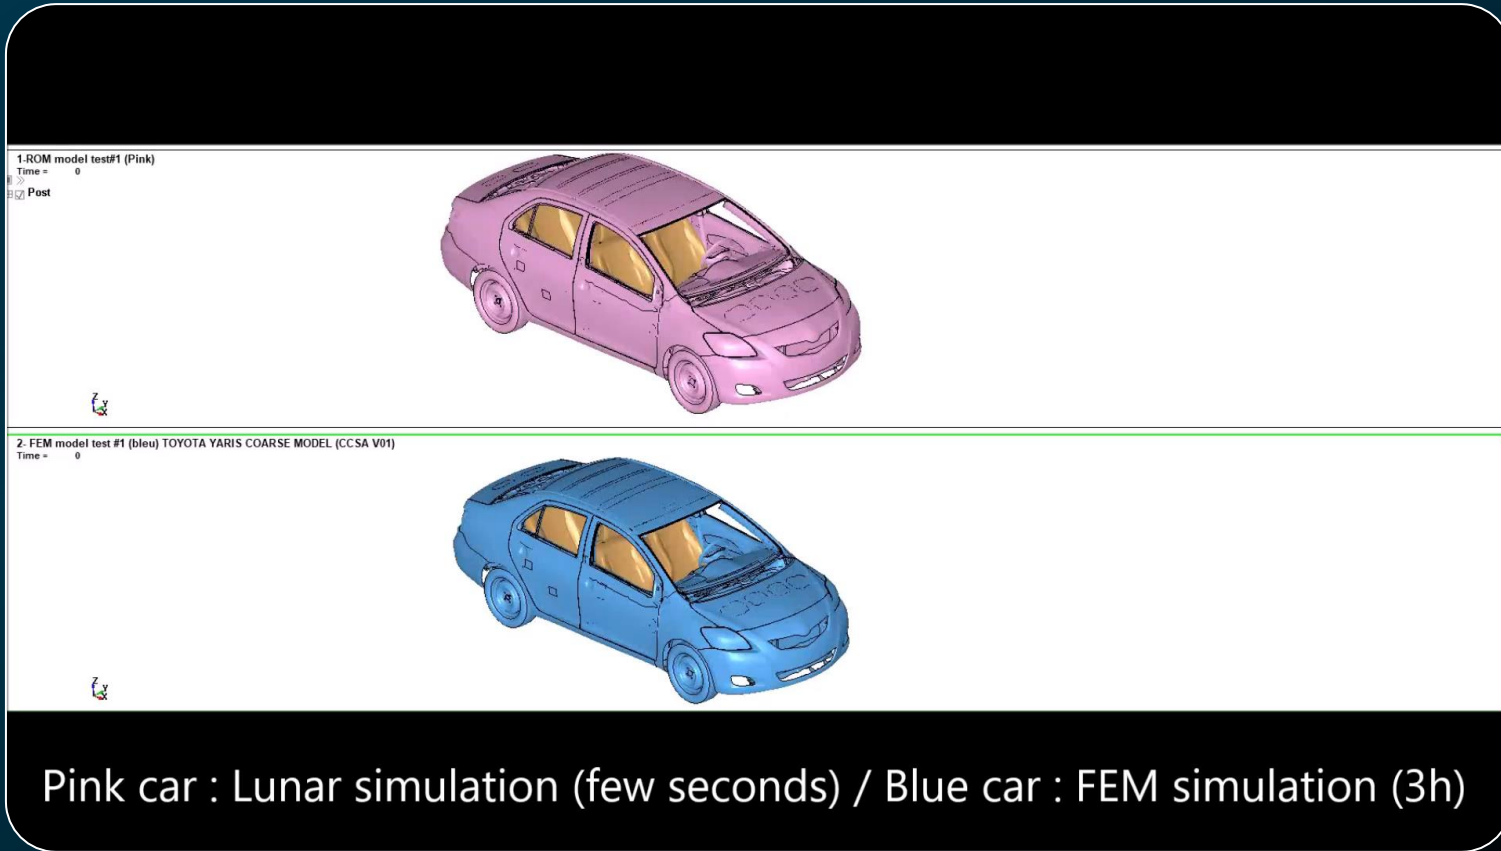 1-ROM model test#1 (Pink)
Time = 0
Post
Z
Y
X
2- FEM model test #1 (bleu) TOYOTA YARIS COARSE MODEL (CCSA V01)
Time = 0
Z
Y
X
Pink car : Lunar simulation (few seconds) / Blue car : FEM simulation (3h)